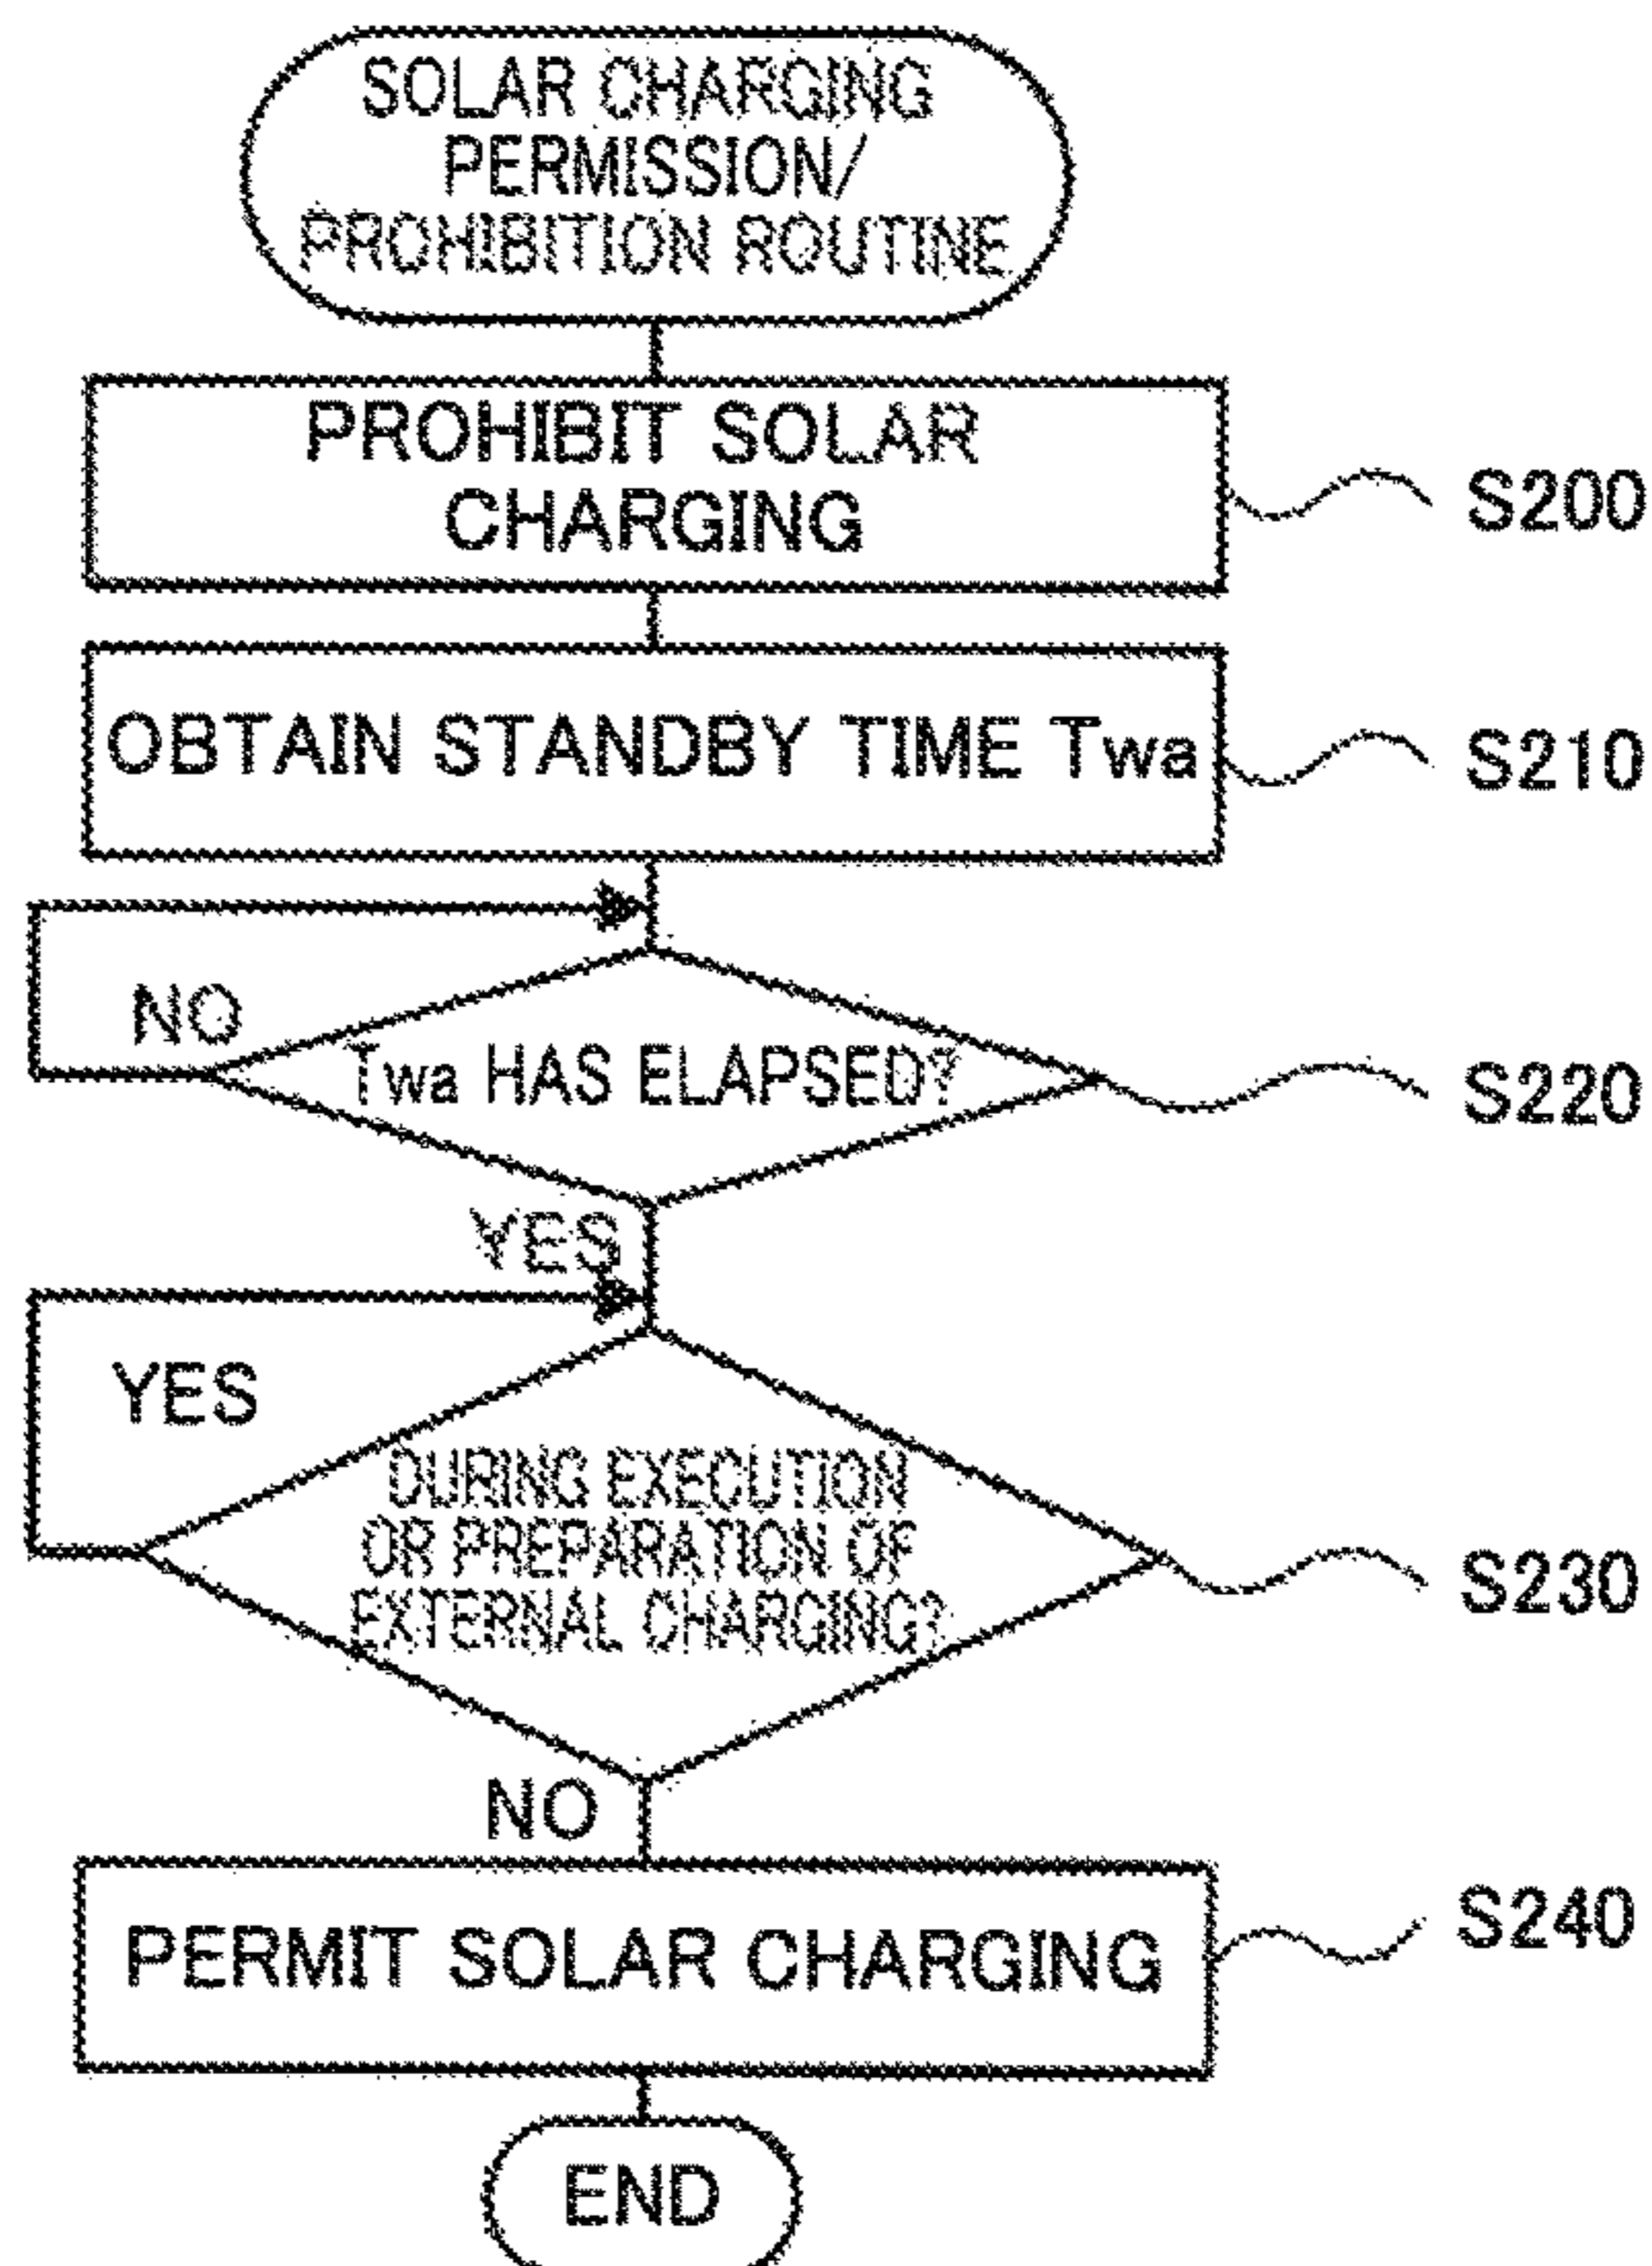 SOLAR CHARGING
PERMISSION/
PROHIBITION ROUTINE
PROHIBIT SOLAR
CHARGING
S200
OBTAIN STANDBY TIME Twa
S210
NO
Twa HAS ELAPSED?
S220
YES
YES
DURING EXECUTION
OR PREPARATION OF
EXTERNAL CHARGING?
S230
NO
PERMIT SOLAR CHARGING
S240
END